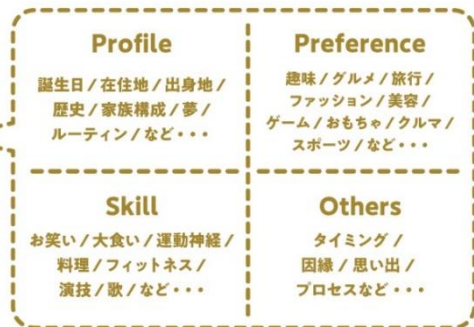 Profile
誕生日 / 在住地 / 出身地 /
歴史 / 家族構成 / 夢 /
ルーティン / など・・・
Preference
趣味 / グルメ / 旅行 /
ファッション / 美容 /
ゲーム / おもちゃ / クルマ /
スポーツ / など・・・
Skill
お笑い / 大食い / 運動神経 /
料理 / フィットネス /
演技 / 歌 / など・・・
Others
タイミング /
因縁 / 思い出 /
プロセスなど・・・